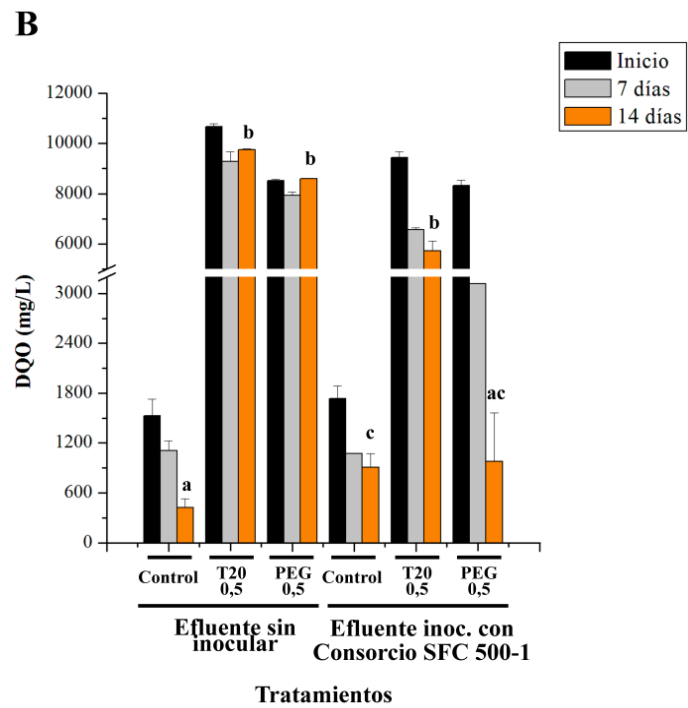 B
Inicio
7 días
14 días
12000
10000
8000
6000
3000
2400
1800
1200
600
0
DQO (mg/L)
a
b
b
c
b
ac
Control
T20
0,5
PEG
0,5
Control
T20
0,5
PEG
0,5
Efluente sin
inocular
Efluente inoc. con
Consorcio SFC 500-1
Tratamientos